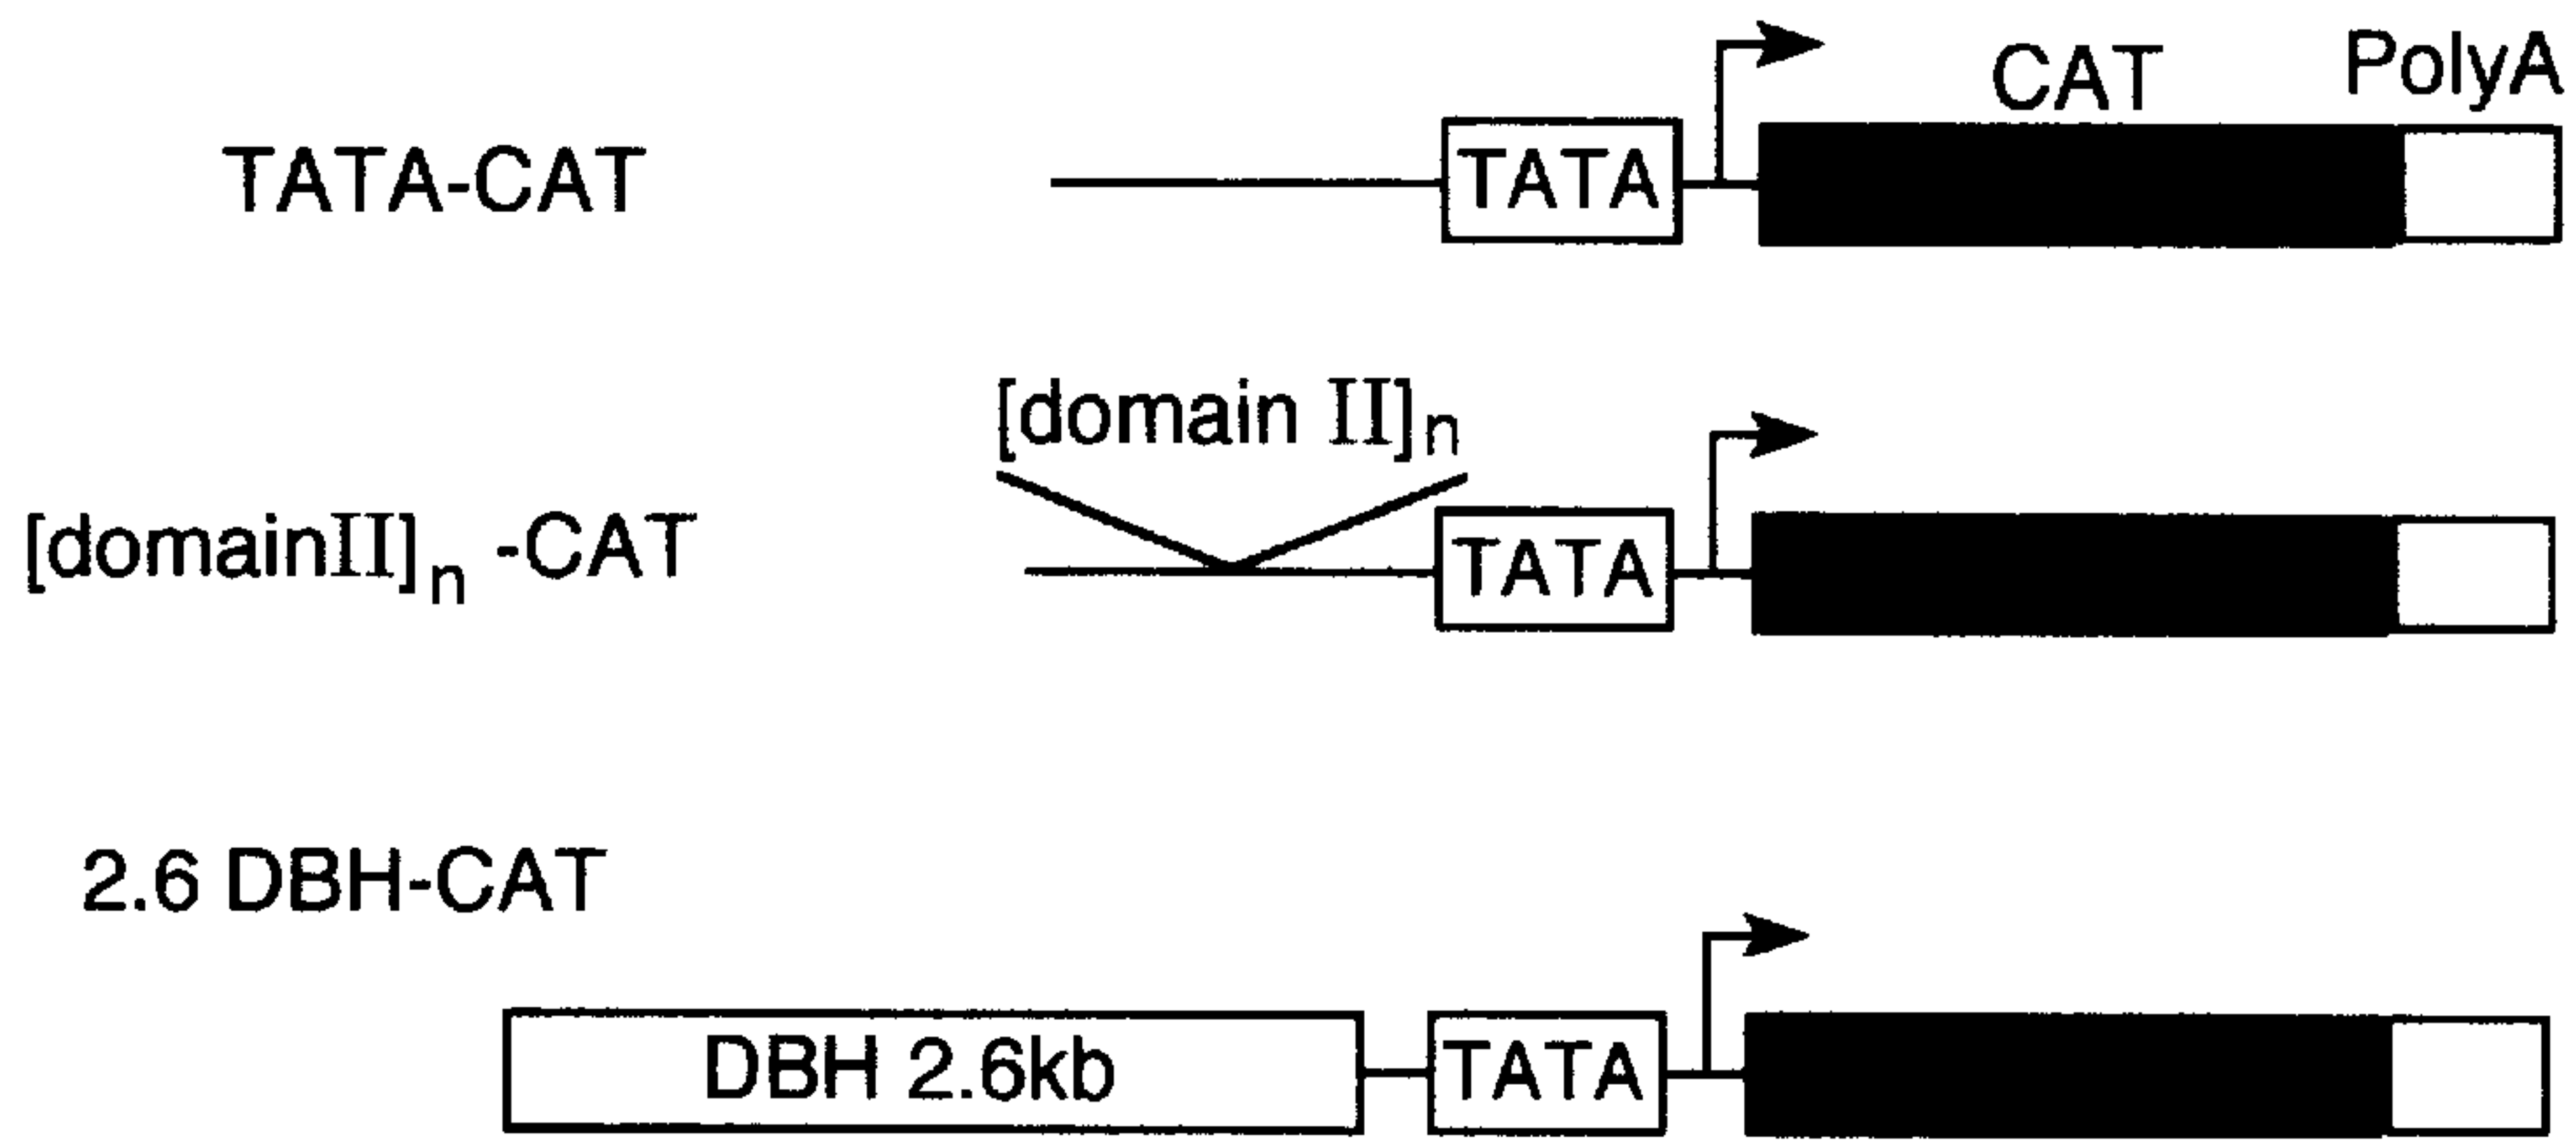 CAT PolyA
TATA-CAT TATA
[domain II]n
[domainII]n -CAT TATA
2.6 DBH-CAT
DBH 2.6kb TATA